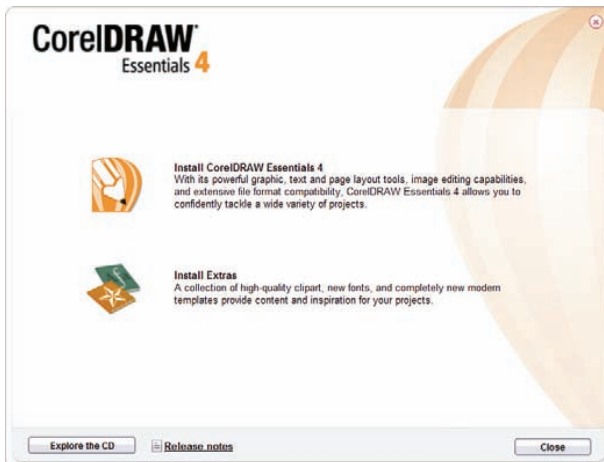 CorelDRAW
Essentials 4
Install CorelDRAW Essentials 4
With its powerful graphic, text and page layout tools, image editing capabilities,
and extensive file format compatibility, CorelDRAW Essentials 4 allows you to
confidently tackle a wide variety of projects.
Install Extras
A collection of high-quality clipart, new fonts, and completely new modern
templates provide content and inspiration for your projects.
Explore the CD
Release notes
Close